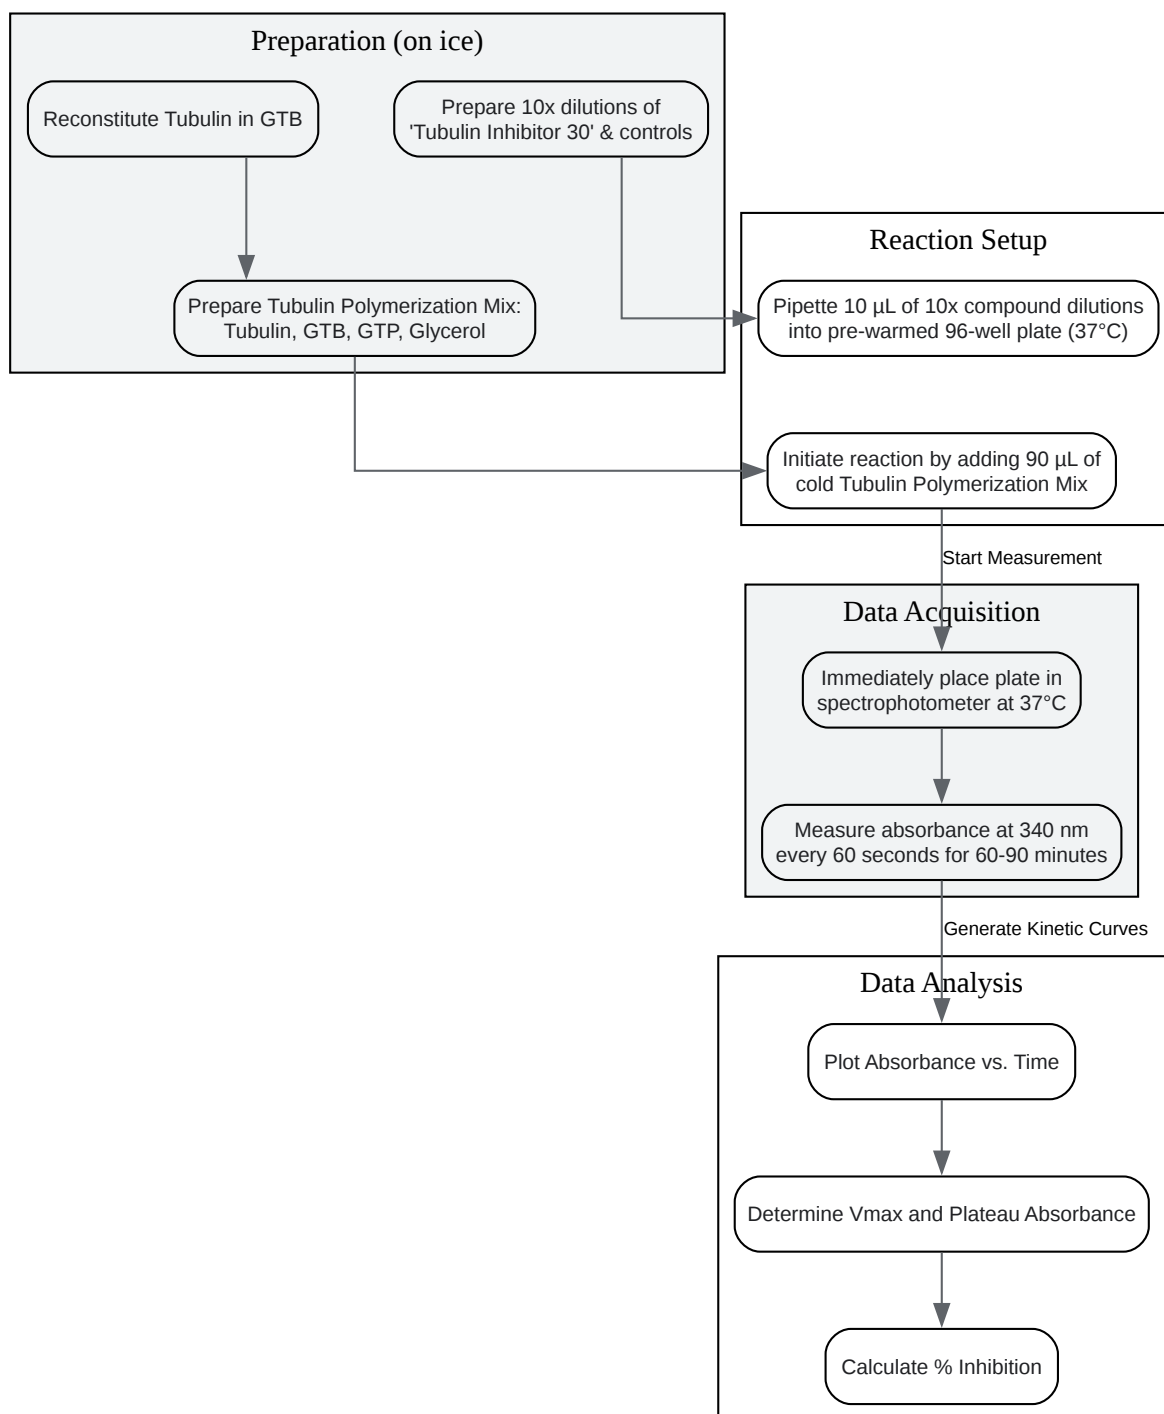 Preparation (on ice)
Reconstitute Tubulin in GTB
Prepare 10x dilutions of
'Tubulin Inhibitor 30' & controls
Prepare Tubulin Polymerization Mix:
Tubulin, GTB, GTP, Glycerol
Reaction Setup
Pipette 10 µL of 10x compound dilutions
into pre-warmed 96-well plate (37°C)
Initiate reaction by adding 90 µL of
cold Tubulin Polymerization Mix
Start Measurement
Data Acquisition
Immediately place plate in
spectrophotometer at 37°C
Measure absorbance at 340 nm
every 60 seconds for 60-90 minutes
Generate Kinetic Curves
Data Analysis
Plot Absorbance vs. Time
Determine Vmax and Plateau Absorbance
Calculate % Inhibition